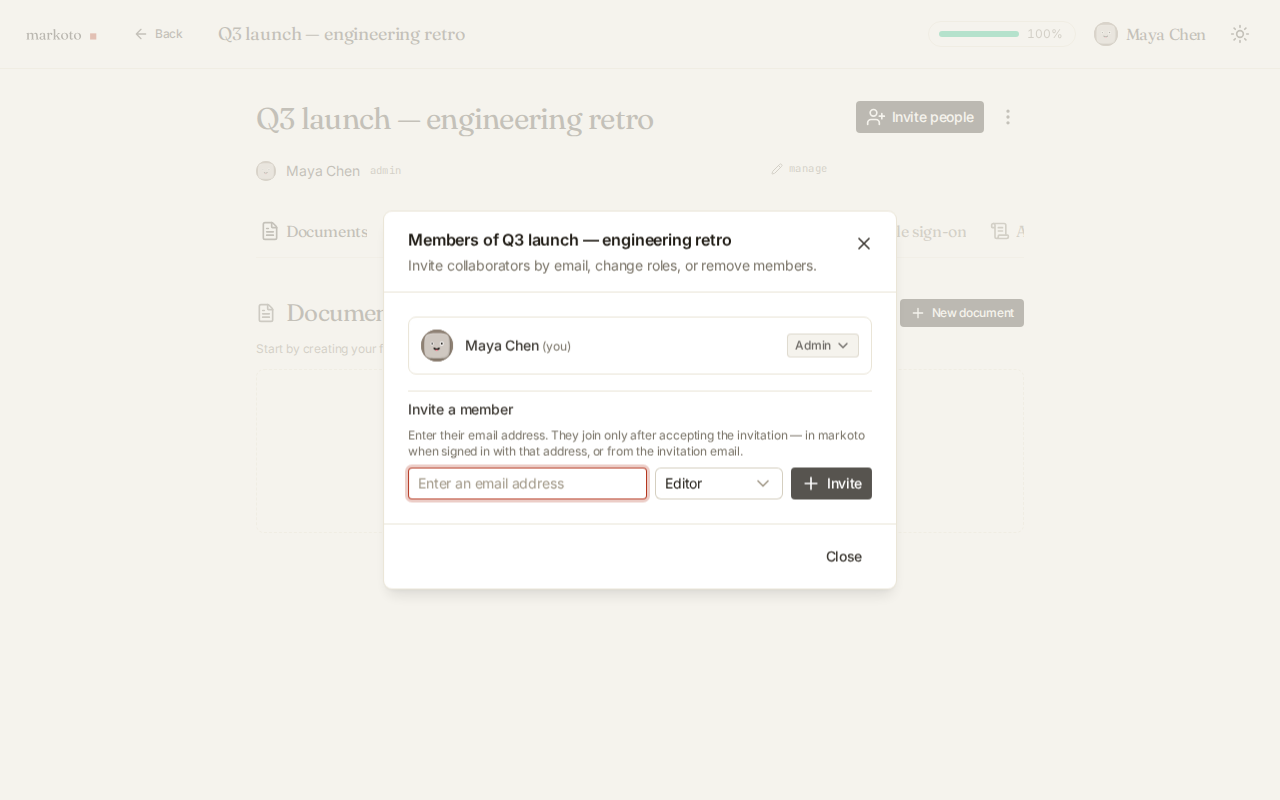 markoto
Back
Q3 launch — engineering retro
100%
Maya Chen
Q3 launch — engineering retro
Invite people
Maya Chen admin
manage
Documents
le sign-on
A
Members of Q3 launch — engineering retro
Invite collaborators by email, change roles, or remove members.
Documen
New document
Start by creating your f
Maya Chen (you)
Admin
Invite a member
Enter their email address. They join only after accepting the invitation — in markoto
when signed in with that address, or from the invitation email.
Enter an email address
Editor
Invite
Close